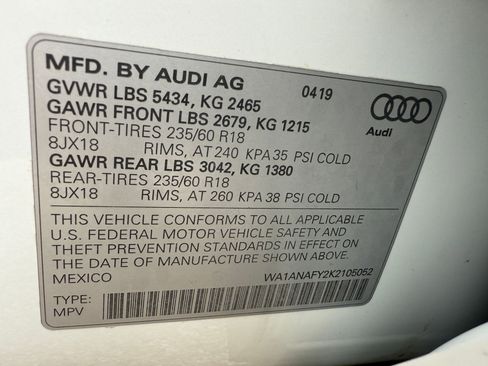 MFD. BY AUDI AG 0419
GVWR LBS 5434, KG 2465
GAWR FRONT LBS 2679, KG 1215
FRONT-TIRES 235/60 R18
8JX18 RIMS, AT 240 KPA 35 PSI COLD
GAWR REAR LBS 3042, KG 1380
REAR-TIRES 235/60 R18
8JX18 RIMS, AT 260 KPA 38 PSI COLD
Audi
THIS VEHICLE CONFORMS TO ALL APPLICABLE
U.S. FEDERAL MOTOR VEHICLE SAFETY AND
THEFT PREVENTION STANDARDS IN EFFECT ON
THE DATE OF MANUFACTURE SHOWN ABOVE.
MEXICO WA1ANAFY2K2105052
TYPE:
MPV